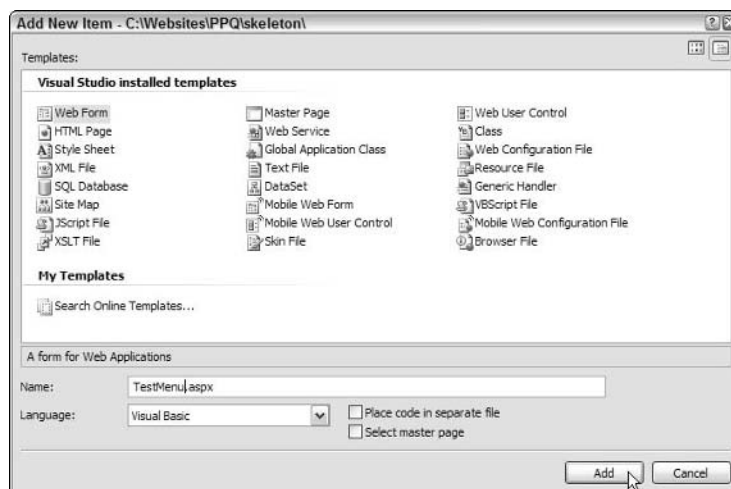 Add New Item - C:\Websites\PPQ\skeleton\
Templates:
Visual Studio installed templates
Web Form Master Page Web User Control
HTML Page Web Service Class
Style Sheet Global Application Class Web Configuration File
XML File Text File Resource File
SQL Database DataSet Generic Handler
Site Map Mobile Web Form VBScript File
JScript File Mobile Web User Control Mobile Web Configuration File
XSLT File Skin File Browser File
My Templates
Search Online Templates...
A form for Web Applications
Name: TestMenu.aspx
Language: Visual Basic Place code in separate file
Select master page
Add Cancel